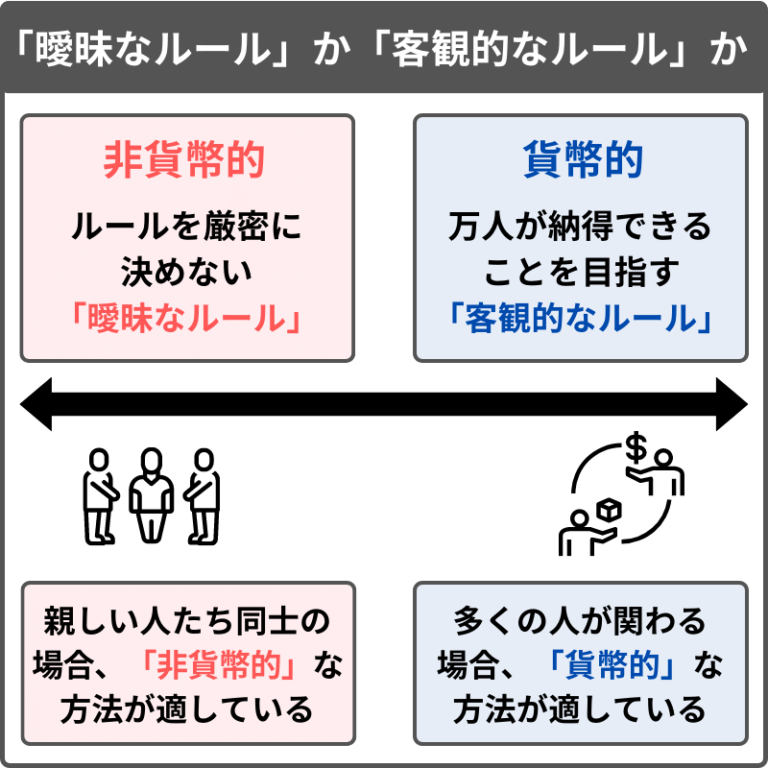 「曖昧なルール」か「客観的なルール」か
非貨幣的
ルールを厳密に
決めない
「曖昧なルール」
貨幣的
万人が納得できる
ことを目指す
「客観的なルール」
$
親しい人たち同士の
場合、「非貨幣的」な
方法が適している
多くの人が関わる
場合、「貨幣的」な
方法が適している